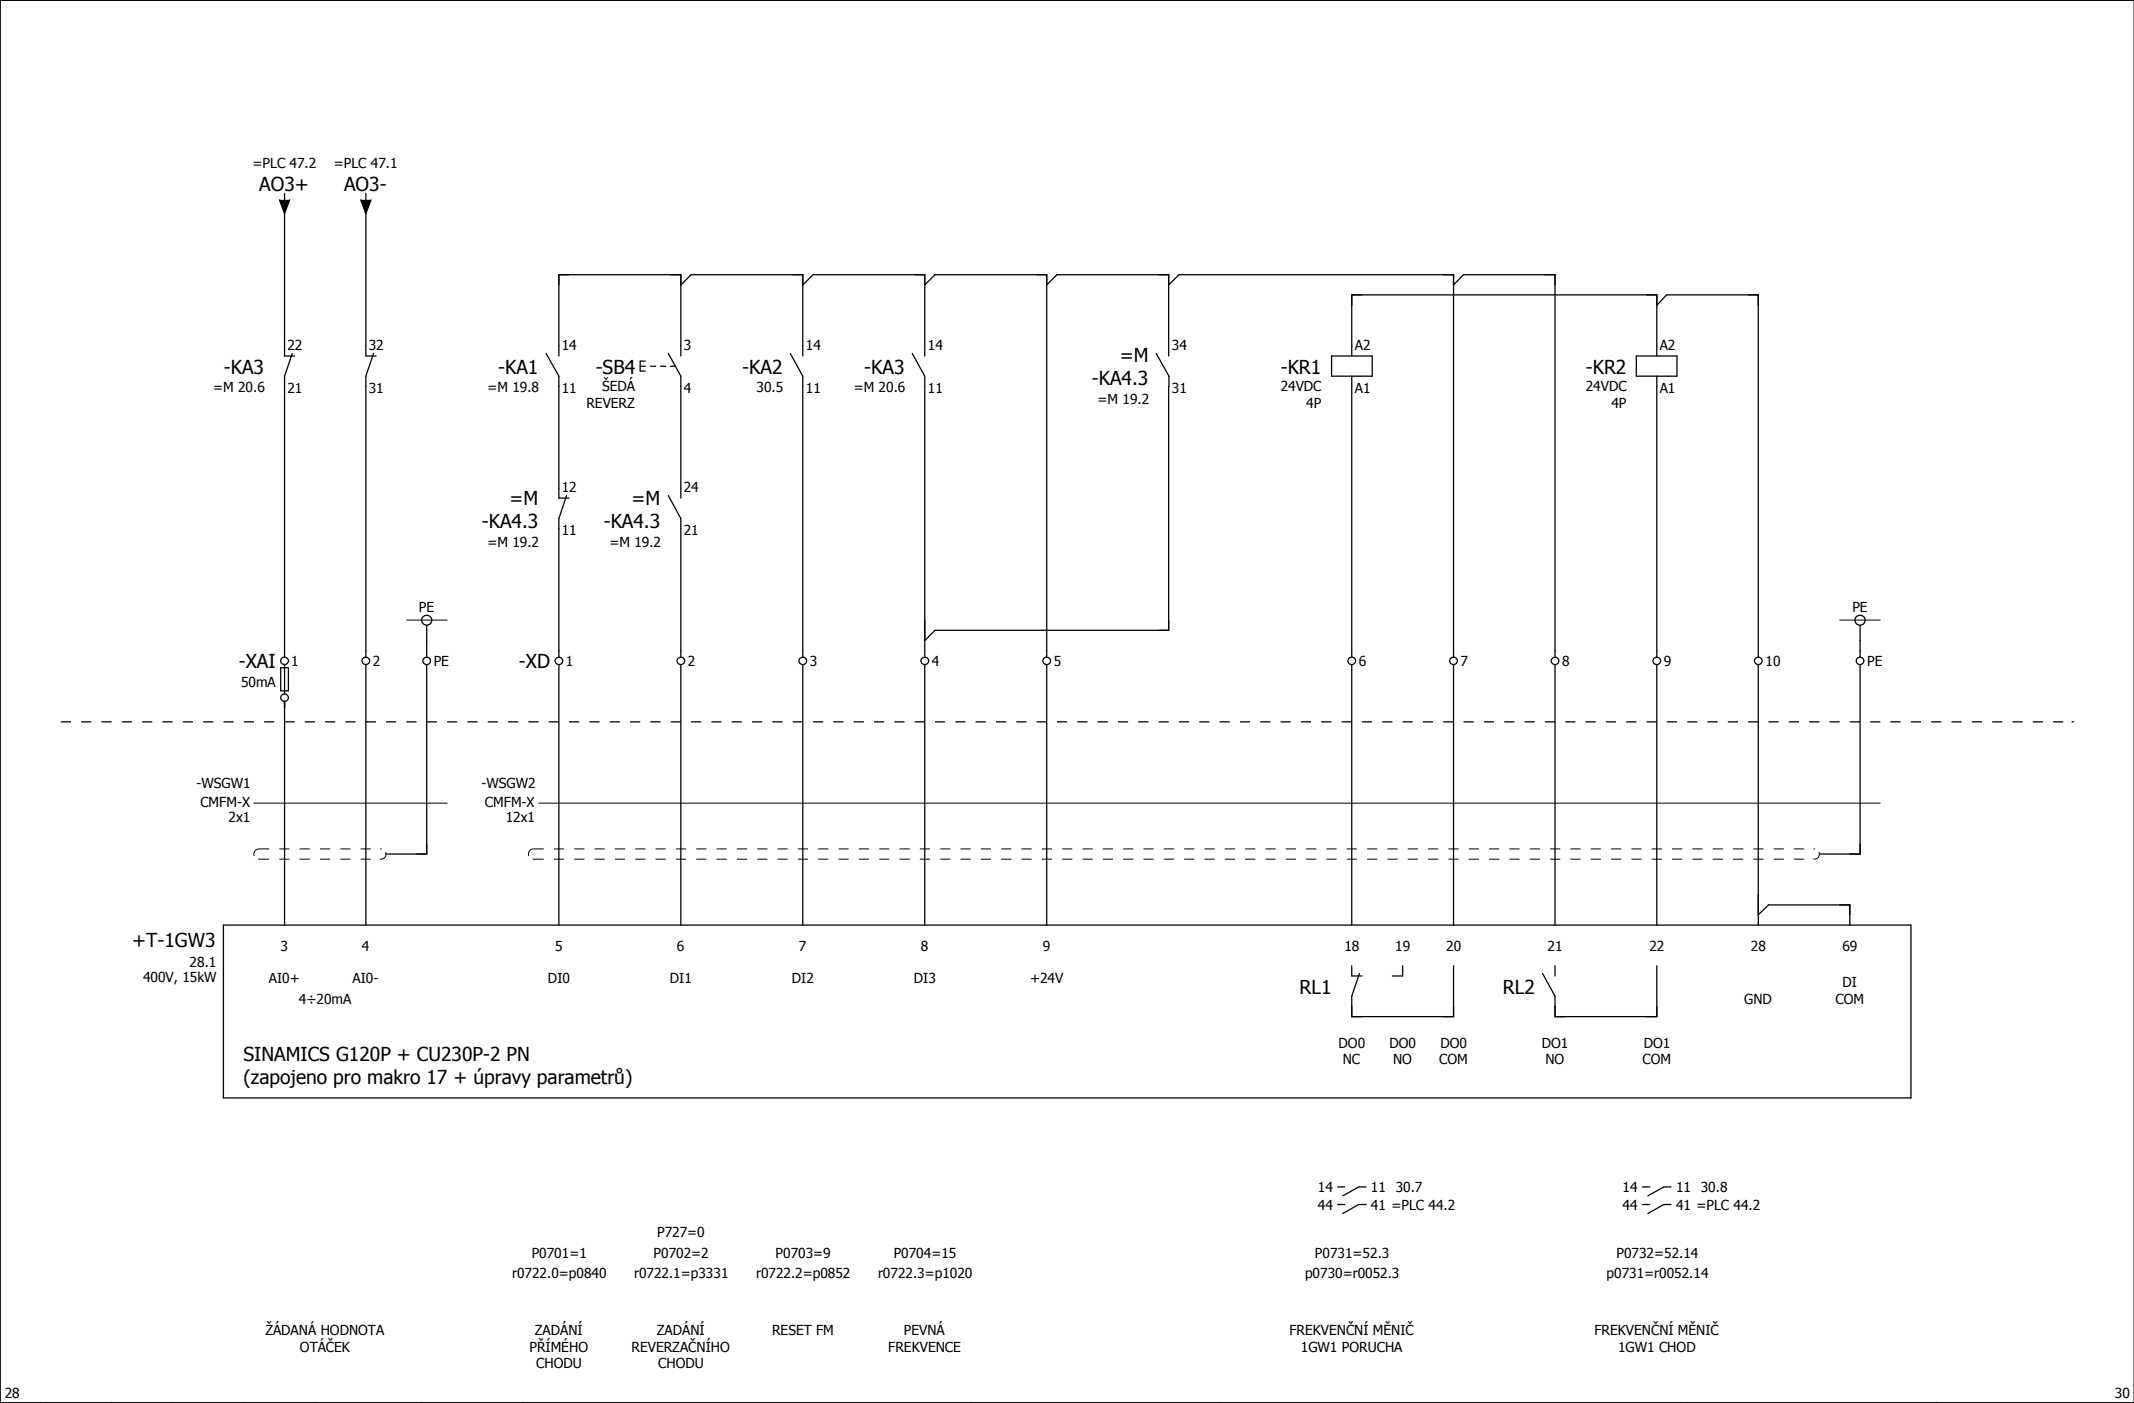 =PLC 47.2 =PLC 47.1
AO3+ AO3-
22 32 14 3 14 14 34 A2 A2
-KA3 -KA1 -SB4 E -KA2 -KA3 =M -KR1 -KR2
=M 20.6 21 31 =M 19.8 11 ŠEDÁ 4 30.5 11 =M 20.6 11 -KA4.3 31 24VDC A1 24VDC A1
REVERZ =M 19.2 4P 4P
12 24
=M =M
-KA4.3 -KA4.3
=M 19.2 11 =M 19.2 21
PE PE
-XAI 1 2 PE -XD 1 2 3 4 5 6 7 8 9 10 PE
50mA
-WSGW1 -WSGW2
CMFM-X CMFM-X
2x1 12x1
+T-1GW3 3 4 5 6 7 8 9 18 19 20 21 22 28 69
28.1
400V, 15kW AI0+ AI0- DI0 DI1 DI2 DI3 +24V RL1 RL2 DI
4÷20mA GND COM
DO0 DO0 DO0 DO1 DO1
NC NO COM NO COM
SINAMICS G120P + CU230P-2 PN
(zapojeno pro makro 17 + úpravy parametrů)
14 11 30.7 14 11 30.8
44 41 =PLC 44.2 44 41 =PLC 44.2
P727=0
P0701=1 P0702=2 P0703=9 P0704=15 P0731=52.3 P0732=52.14
r0722.0=p0840 r0722.1=p3331 r0722.2=p0852 r0722.3=p1020 p0730=r0052.3 p0731=r0052.14
ŽÁDANÁ HODNOTA ZADÁNÍ ZADÁNÍ RESET FM PEVNÁ FREKVENČNÍ MĚNIČ FREKVENČNÍ MĚNIČ
OTÁČEK PŘÍMÉHO REVERZAČNÍHO FREKVENCE 1GW1 PORUCHA 1GW1 CHOD
CHODU CHODU
28 30